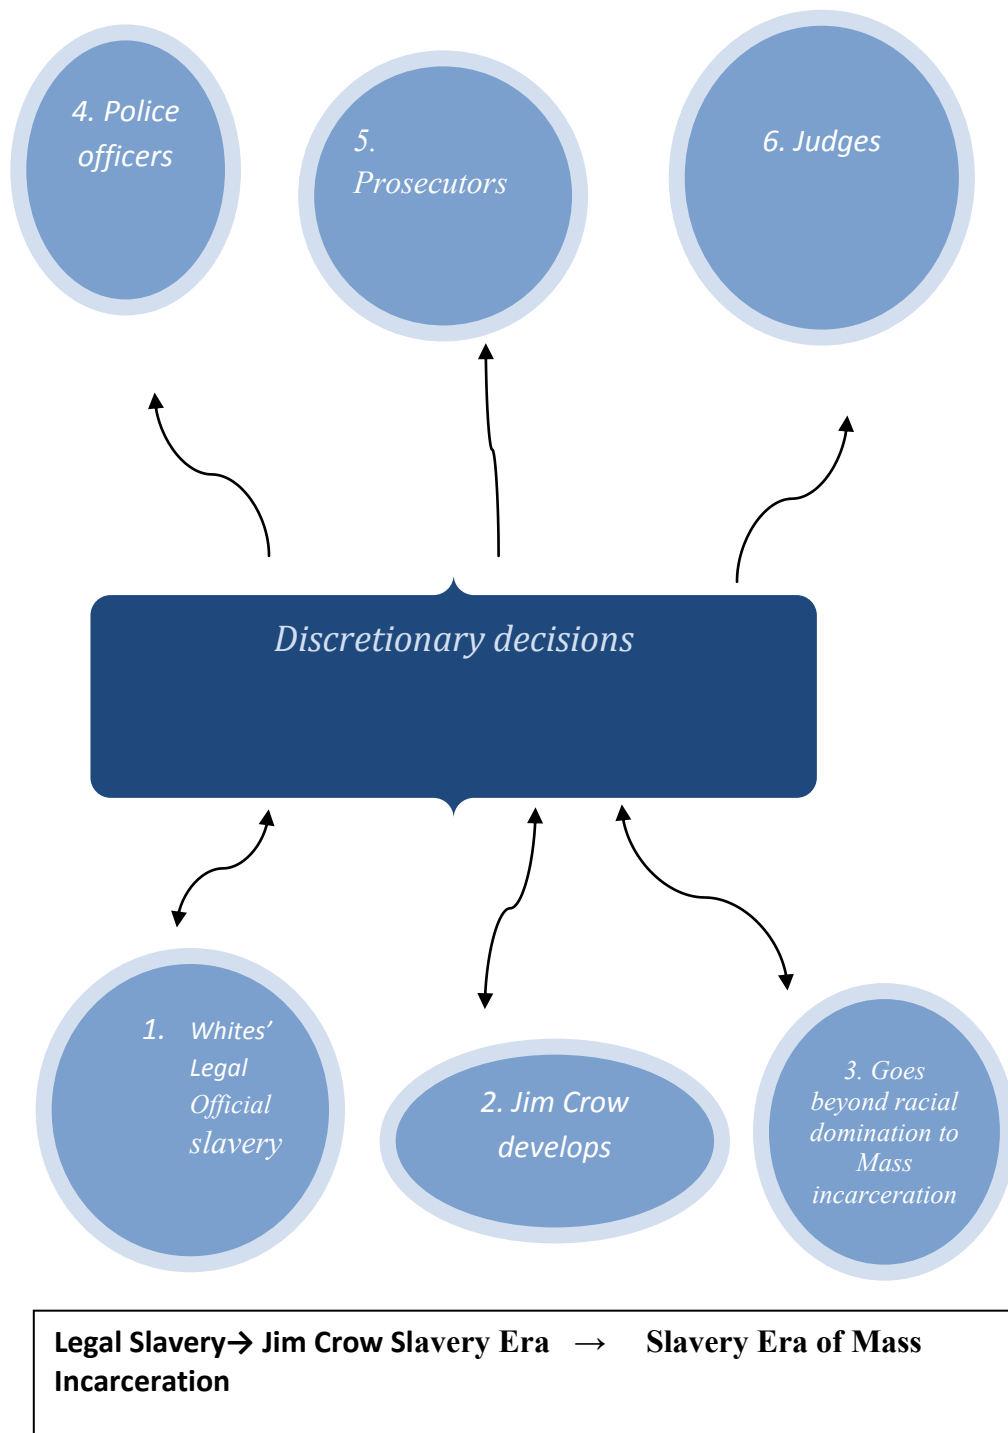 4. Police
officers
5.
Prosecutors
6. Judges
Discretionary decisions
1. Whites’
Legal
Official
slavery
2. Jim Crow
develops
3. Goes
beyond racial
domination to
Mass
incarceration
Legal Slavery→ Jim Crow Slavery Era → Slavery Era of Mass
Incarceration